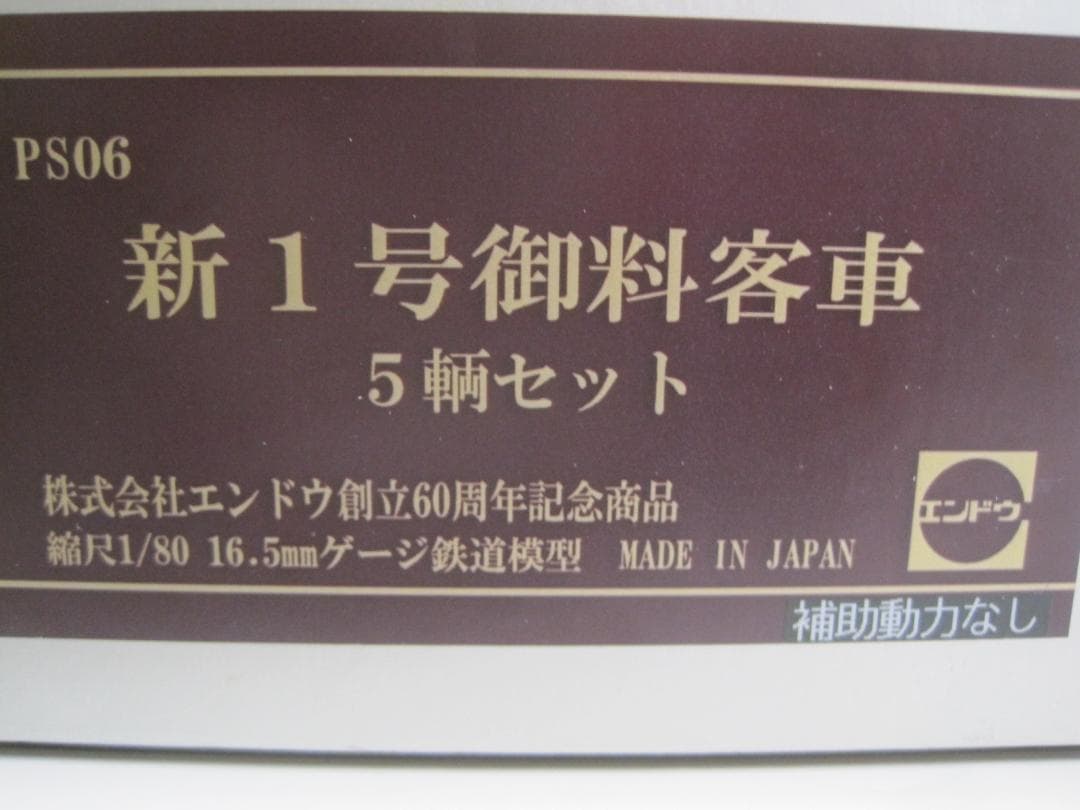 PS06
新１号御料客車
５輌セット
株式会社エンドウ創立60周年記念商品
縮尺1/80 16.5mmゲージ鉄道模型 MADE IN JAPAN
エンドウ
補助動力なし